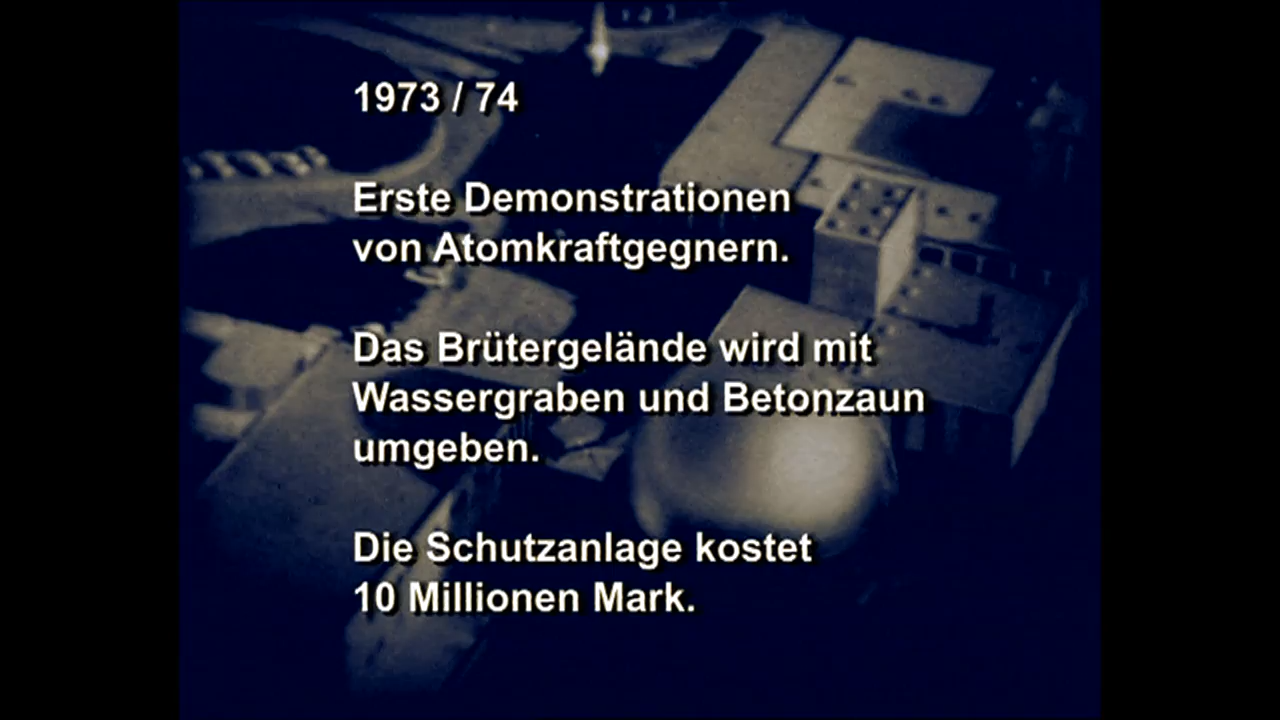 1973 / 74
Erste Demonstrationen
von Atomkraftgegnern.
Das Brütergelände wird mit
Wassergraben und Betonzaun
umgeben.
Die Schutzanlage kostet
10 Millionen Mark.